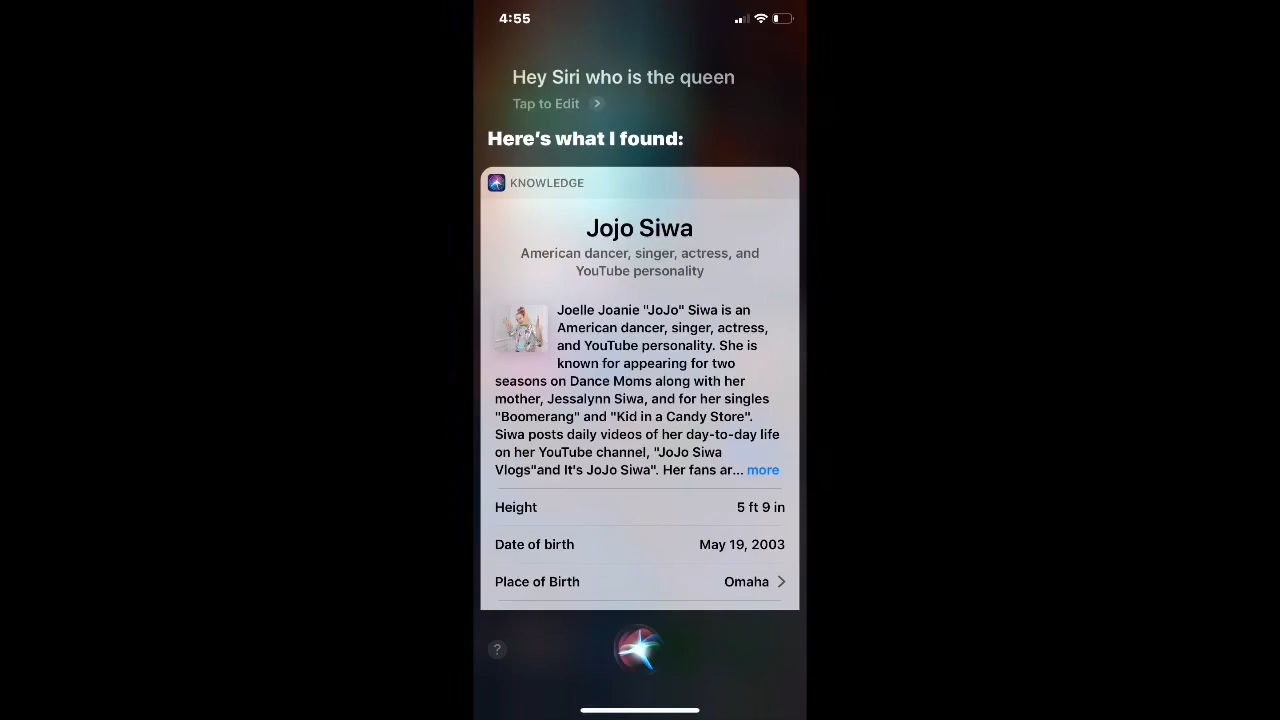 4:55
Hey Siri who is the queen
Tap to Edit
Here's what I found:
KNOWLEDGE
Jojo Siwa
American dancer, singer, actress, and
YouTube personality
Joelle Joanie "JoJo" Siwa is an
American dancer, singer, actress,
and YouTube personality. She is
known for appearing for two
seasons on Dance Moms along with her
mother, Jessalynn Siwa, and for her singles
"Boomerang" and "Kid in a Candy Store".
Siwa posts daily videos of her day-to-day life
on her YouTube channel, "JoJo Siwa
Vlogs"and It's JoJo Siwa". Her fans ar... more
Height 5 ft 9 in
Date of birth May 19, 2003
Place of Birth Omaha
?